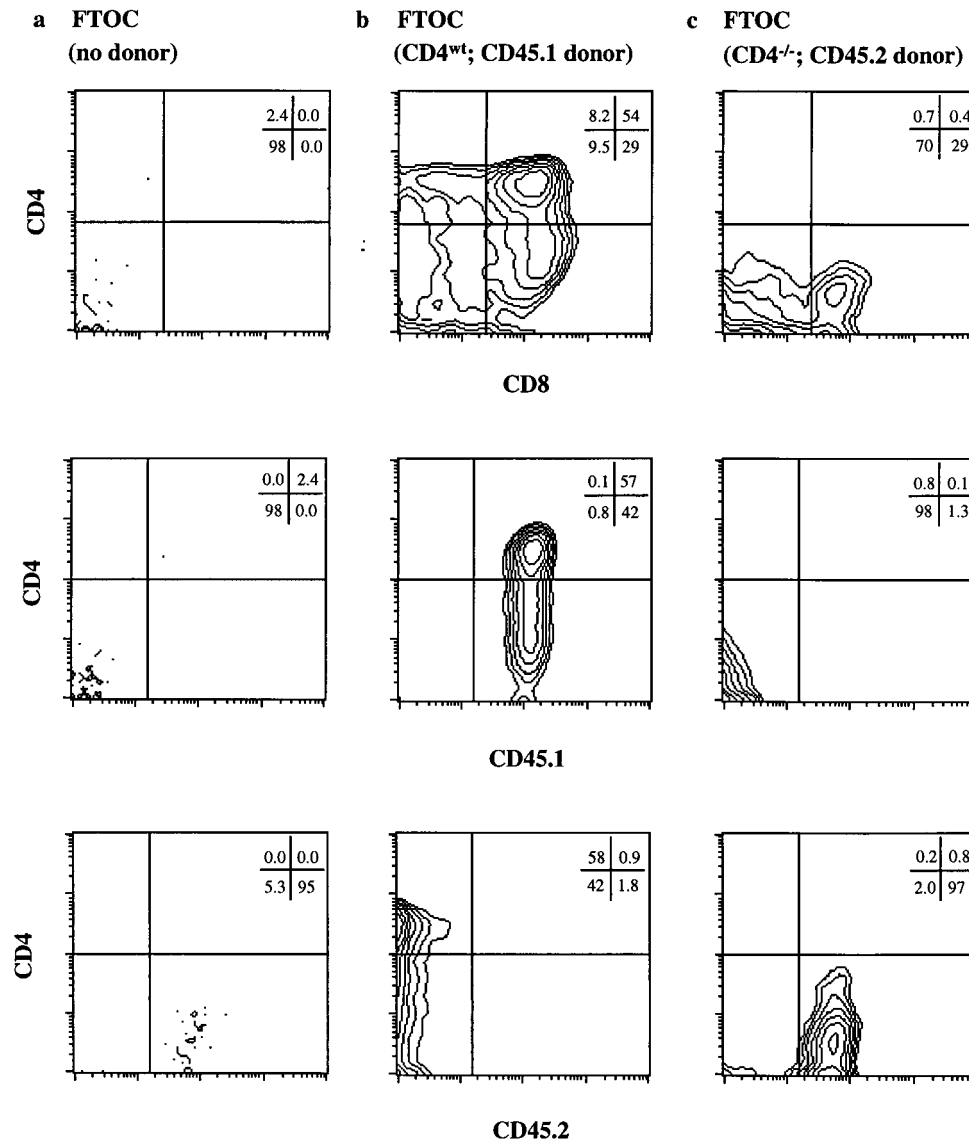 a FTOC
(no donor)
b FTOC
(CD4wt; CD45.1 donor)
c FTOC
(CD4-/-; CD45.2 donor)
CD4
2.4 0.0
98 0.0
8.2 54
9.5 29
0.7 0.4
70 29
CD8
CD4
0.0 2.4
98 0.0
0.1 57
0.8 42
0.8 0.1
98 1.3
CD45.1
CD4
0.0 0.0
5.3 95
58 0.9
42 1.8
0.2 0.8
2.0 97
CD45.2